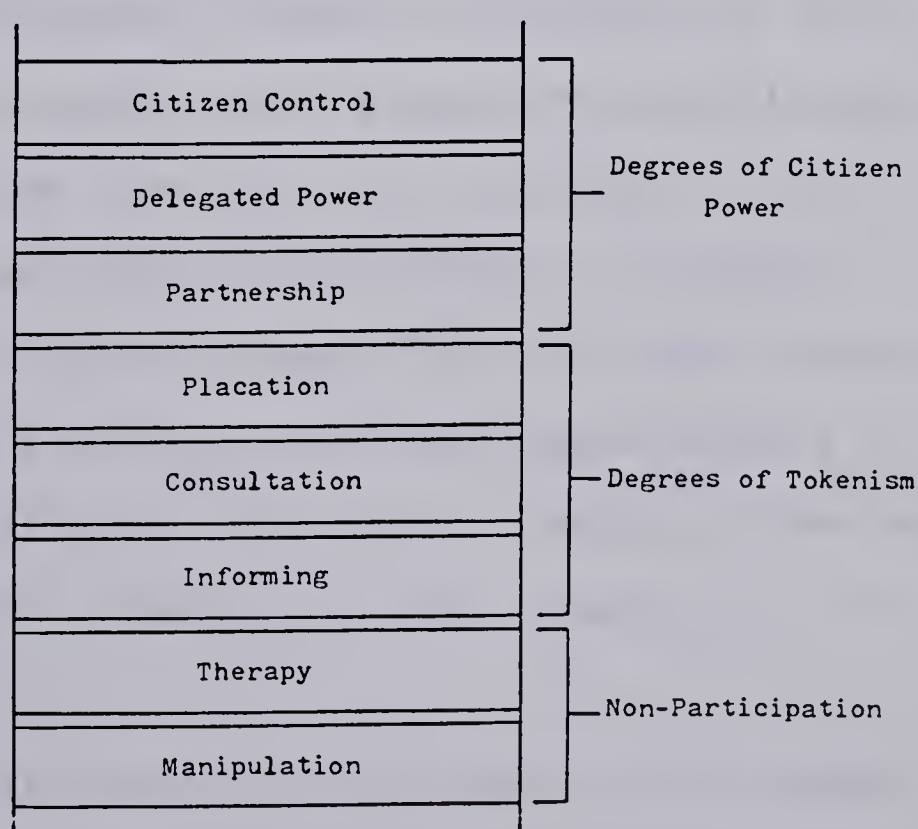 Citizen Control
Delegated Power
Partnership
Degrees of Citizen
Power
Placation
Consultation
Informing
Degrees of Tokenism
Therapy
Manipulation
Non-Participation